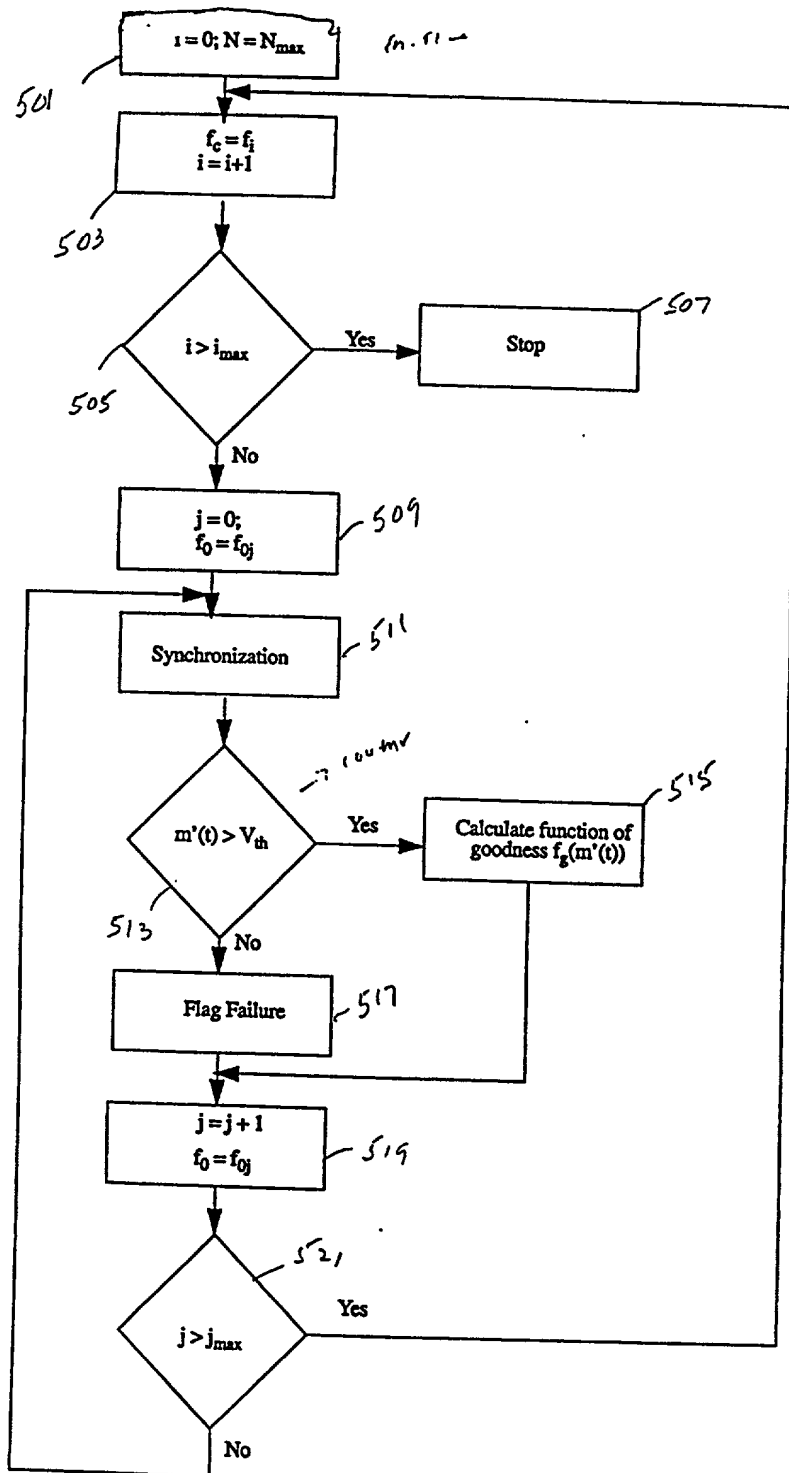 i=0; N=N_max
501
f_c=f_i
i=i+1
503
i > i_max
Yes
Stop
507
505
No
j=0;
f_0=f_0j
509
Synchronization
511
m'(t) > V_th
Yes
Calculate function of
goodness f_g(m'(t))
515
513
No
Flag Failure
517
j=j+1
f_0=f_0j
519
521
j>j_max
Yes
No